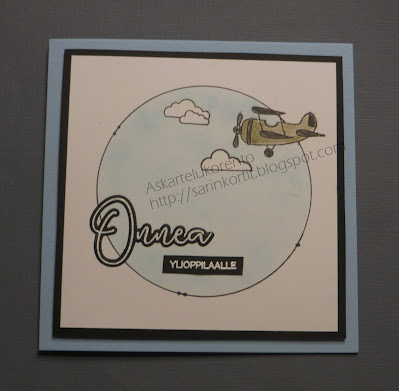 Askartelukorento
http://sarinkortit.blogspot.com
Onnea
YLIOPPILAALLE